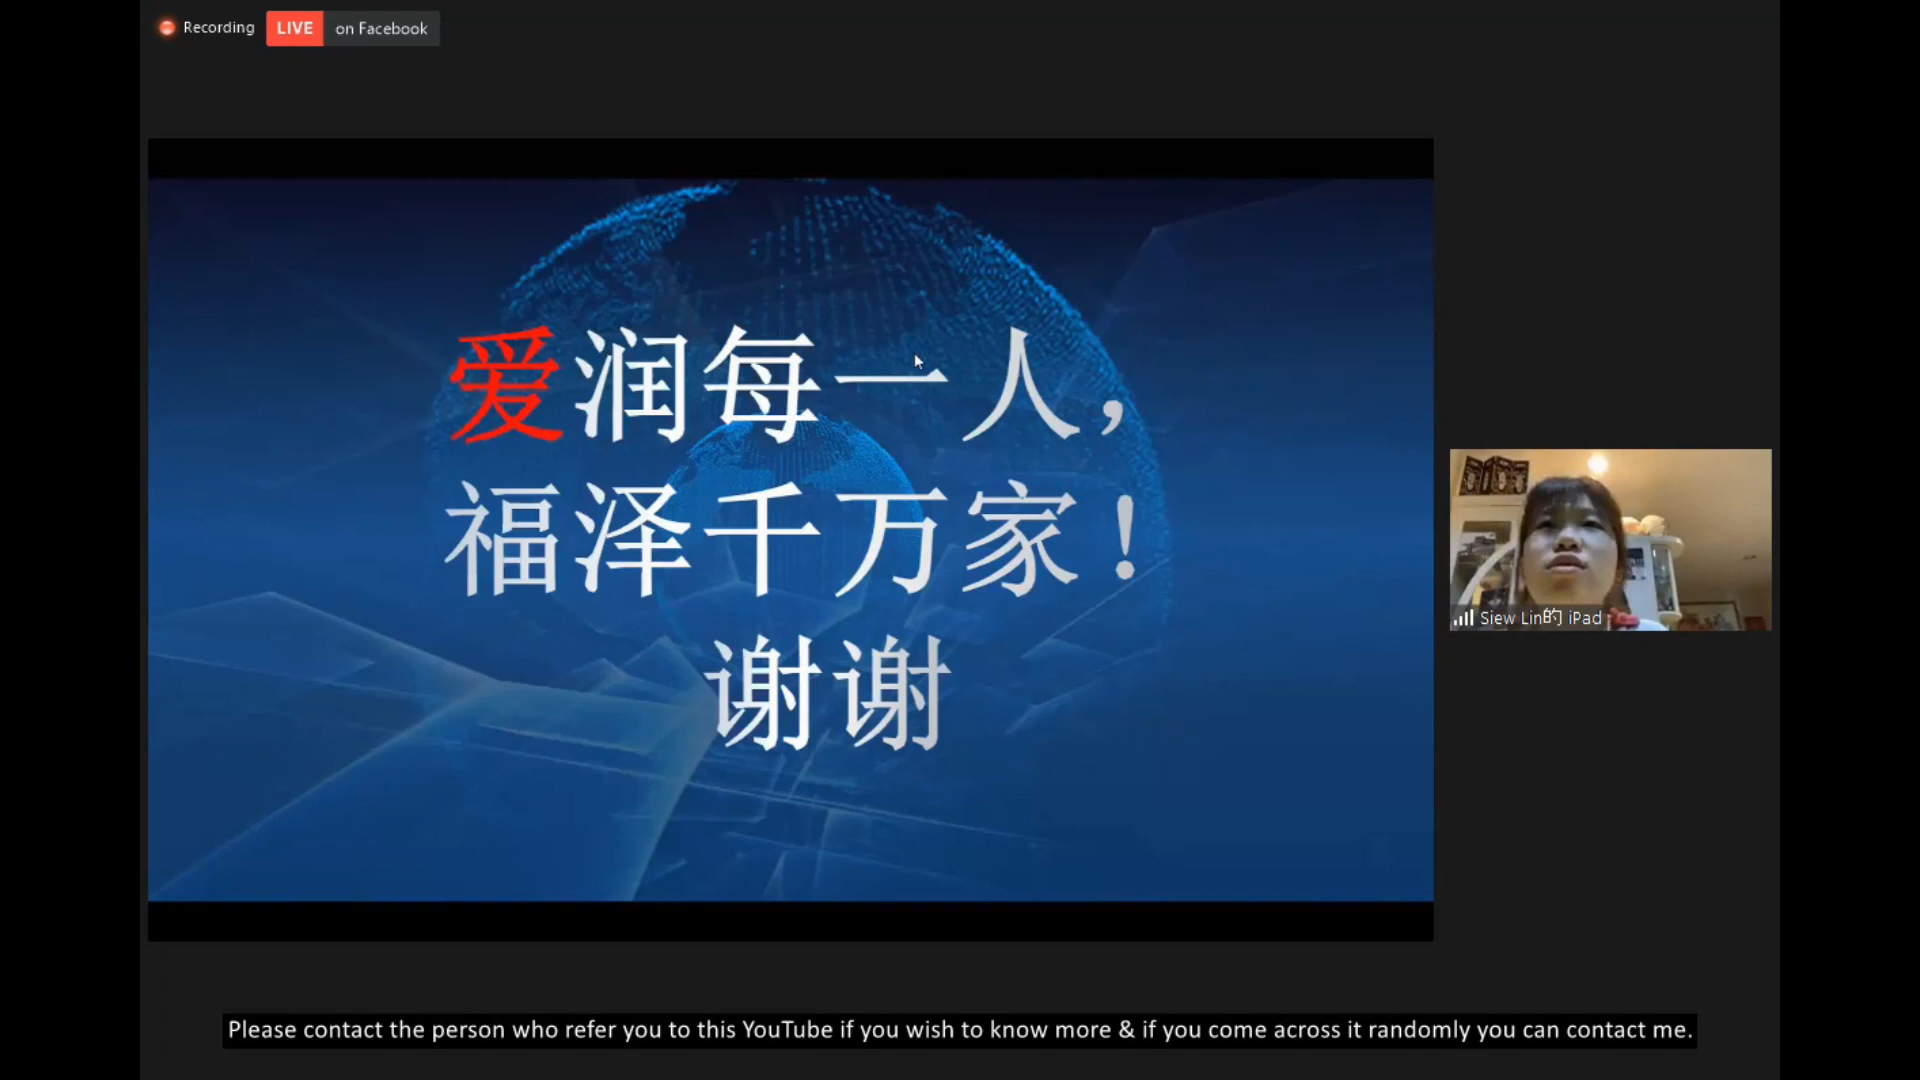 Recording LIVE on Facebook
爱润每一人，
福泽千万家！
谢谢
Siew Lin的 iPad
Please contact the person who refer you to this YouTube if you wish to know more & if you come across it randomly you can contact me.